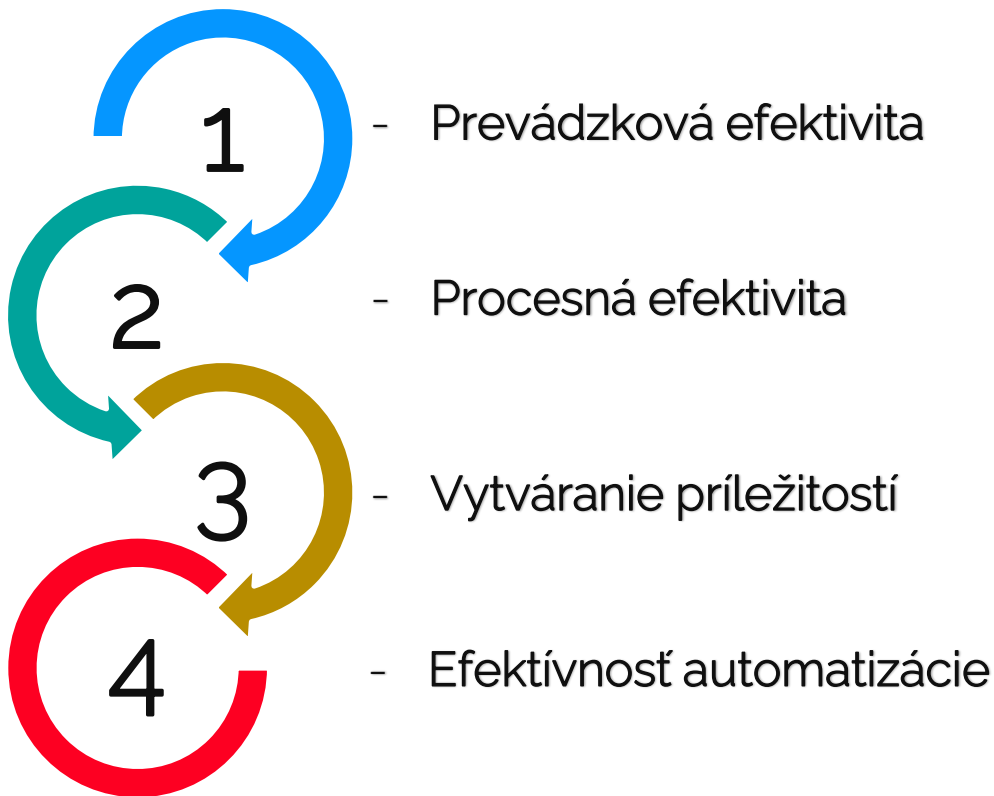 1 - Prevádzková efektivita
2 - Procesná efektivita
3 - Vytváranie príležitostí
4 - Efektívnosť automatizácie